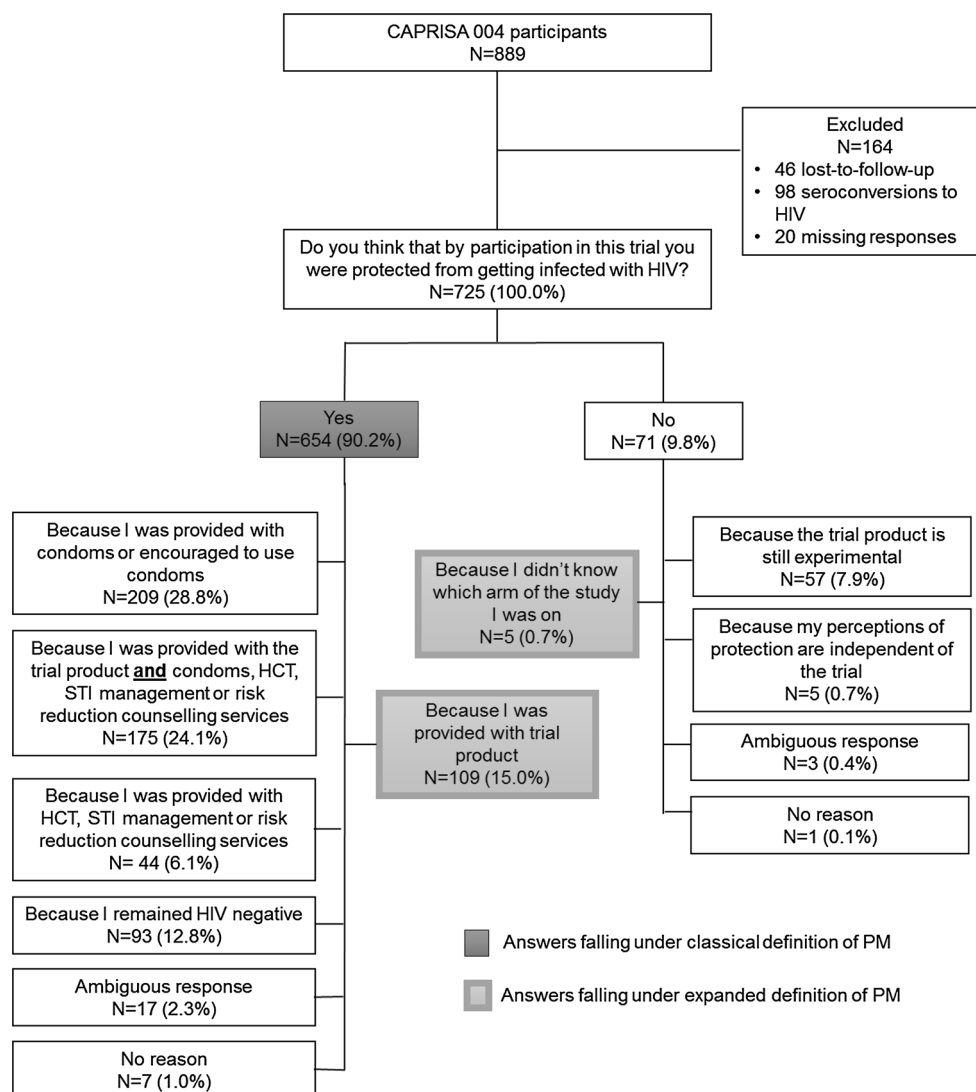 CAPRISA 004 participants
N=889
Excluded
N=164
• 46 lost-to-follow-up
• 98 seroconversions to
HIV
• 20 missing responses
Do you think that by participation in this trial you
were protected from getting infected with HIV?
N=725 (100.0%)
Yes
N=654 (90.2%)
No
N=71 (9.8%)
Because I was provided with
condoms or encouraged to use
condoms
N=209 (28.8%)
Because I was provided with the
trial product and condoms, HCT,
STI management or risk
reduction counselling services
N=175 (24.1%)
Because I was provided with
HCT, STI management or risk
reduction counselling services
N= 44 (6.1%)
Because I remained HIV negative
N=93 (12.8%)
Ambiguous response
N=17 (2.3%)
No reason
N=7 (1.0%)
Because I was
provided with trial
product
N=109 (15.0%)
Because I didn't know
which arm of the study
I was on
N=5 (0.7%)
Because the trial product is
still experimental
N=57 (7.9%)
Because my perceptions of
protection are independent of
the trial
N=5 (0.7%)
Ambiguous response
N=3 (0.4%)
No reason
N=1 (0.1%)
Answers falling under classical definition of PM
Answers falling under expanded definition of PM